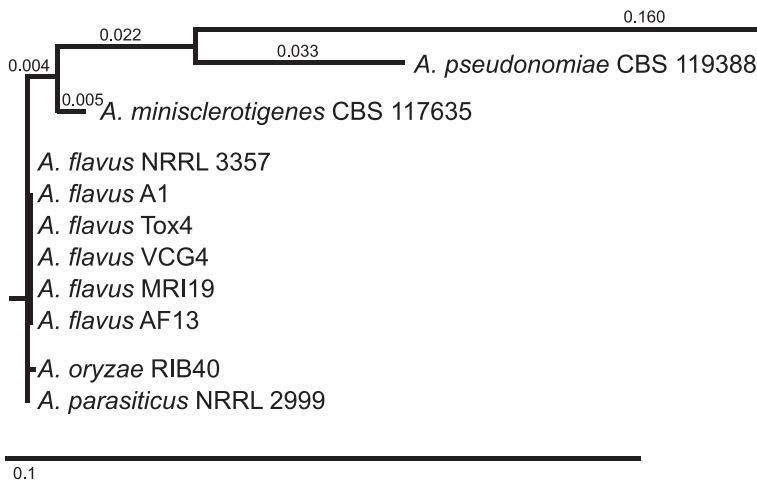 0.160
0.022
0.033
0.004
A. pseudonomiae CBS 119388
0.005
A. minisclerotigenes CBS 117635
A. flavus NRRL 3357
A. flavus A1
A. flavus Tox4
A. flavus VCG4
A. flavus MRI19
A. flavus AF13
A. oryzae RIB40
A. parasiticus NRRL 2999
0.1